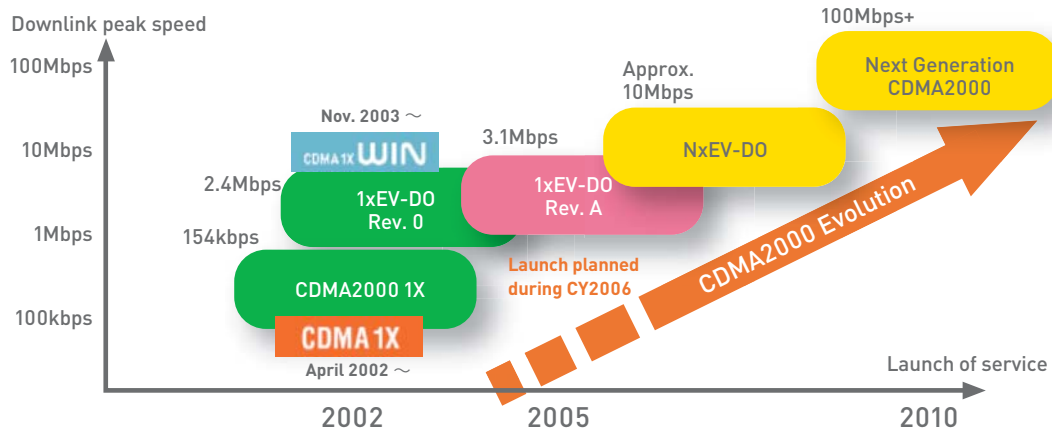 Downlink peak speed
100Mbps+
100Mbps
Next Generation
CDMA2000
Approx.
10Mbps
Nov. 2003 ～
3.1Mbps
10Mbps
CDMA 1X WIN
NxEV-DO
2.4Mbps
1xEV-DO
Rev. 0
1xEV-DO
Rev. A
1Mbps
154kbps
CDMA2000 Evolution
Launch planned
during CY2006
CDMA2000 1X
100kbps
CDMA 1X
April 2002 ～
Launch of service
2002
2005
2010